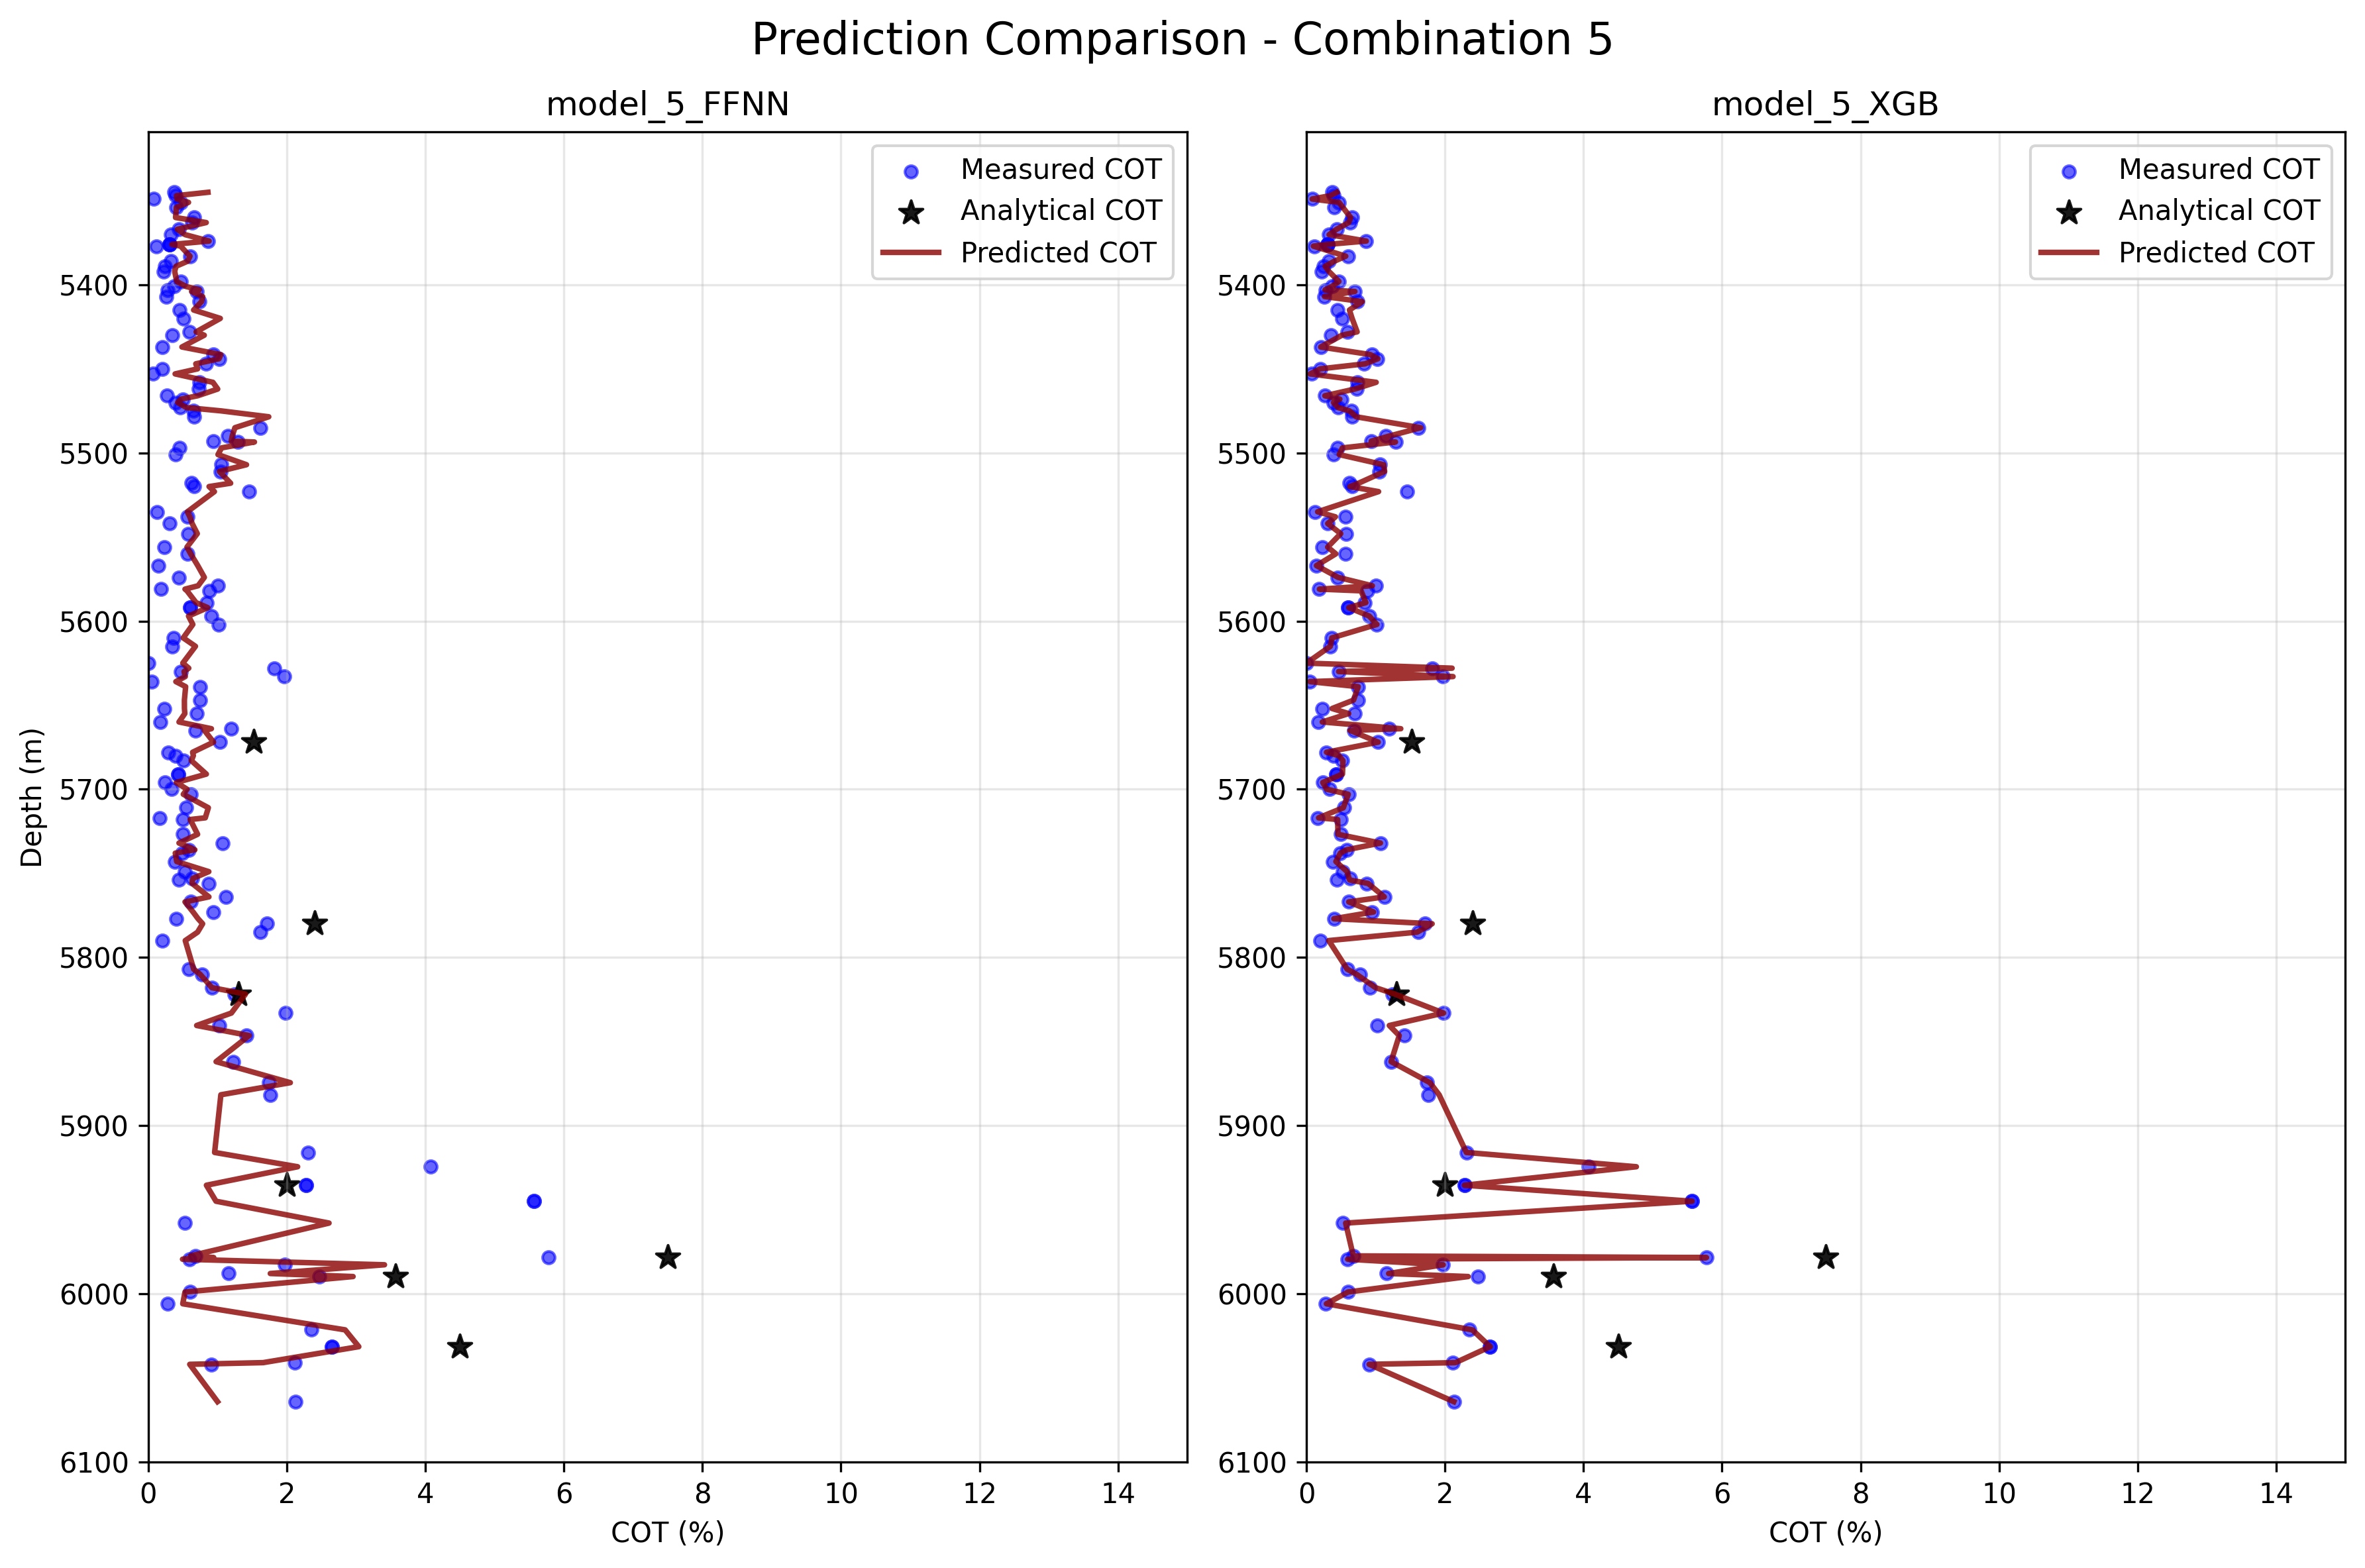 Prediction Comparison - Combination 5
model_5_FFNN
Measured COT
Analytical COT
Predicted COT
5400
5500
5600
5700
5800
5900
6000
6100
Depth (m)
0 2 4 6 8 10 12 14
COT (%)
model_5_XGB
Measured COT
Analytical COT
Predicted COT
5400
5500
5600
5700
5800
5900
6000
6100
0 2 4 6 8 10 12 14
COT (%)